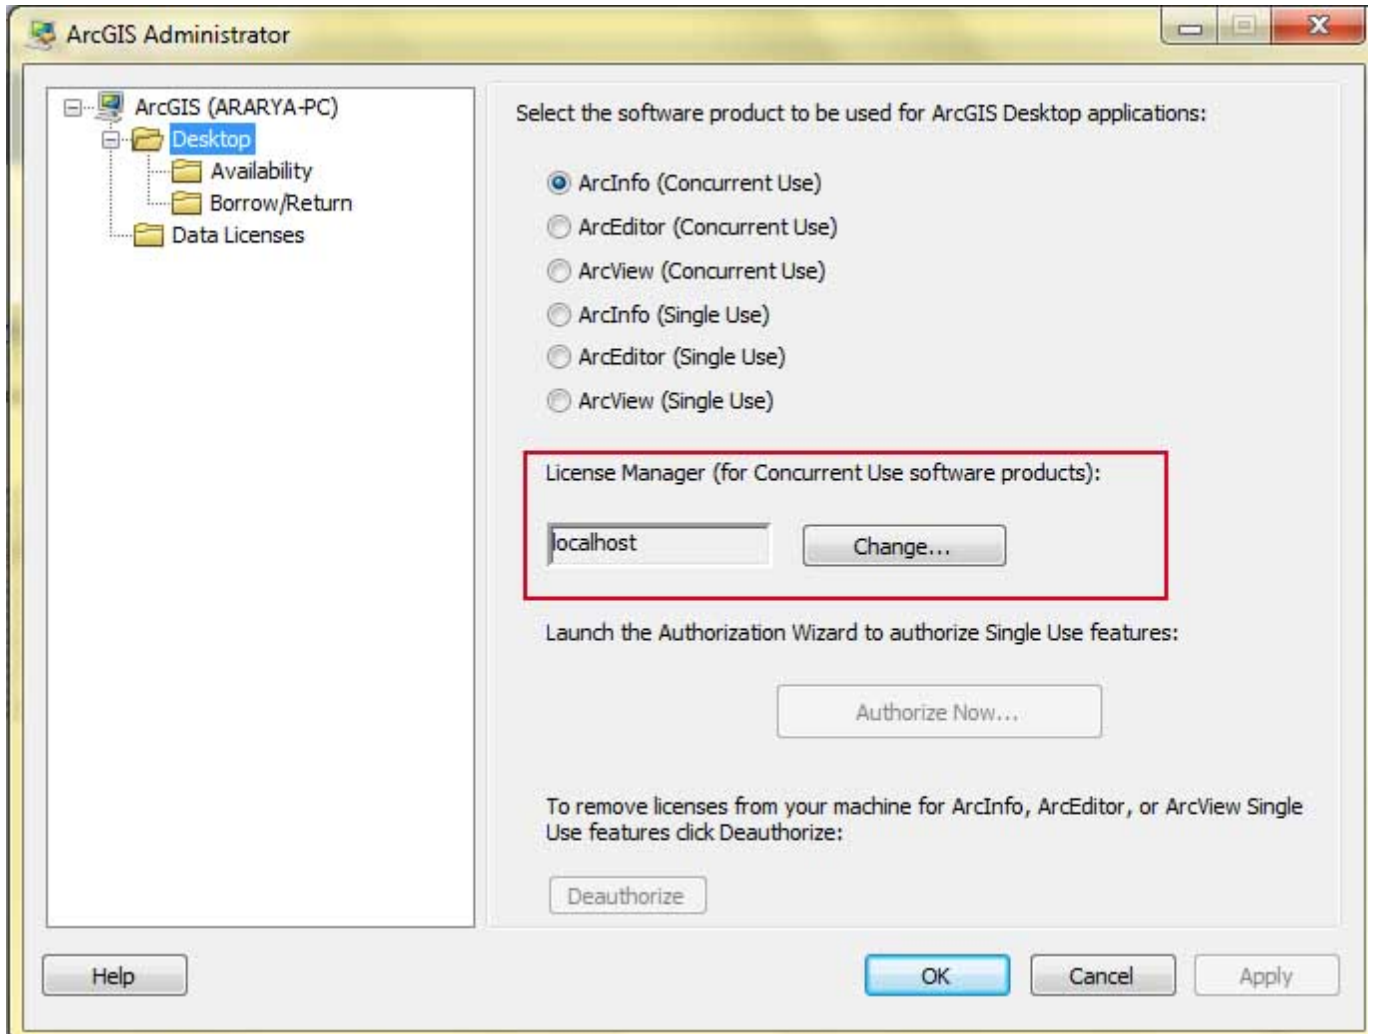 ArcGIS Administrator
ArcGIS (ARARYA-PC)
Desktop
Availability
Borrow/Return
Data Licenses
Select the software product to be used for ArcGIS Desktop applications:
ArcInfo (Concurrent Use)
ArcEditor (Concurrent Use)
ArcView (Concurrent Use)
ArcInfo (Single Use)
ArcEditor (Single Use)
ArcView (Single Use)
License Manager (for Concurrent Use software products):
localhost
Change...
Launch the Authorization Wizard to authorize Single Use features:
Authorize Now...
To remove licenses from your machine for ArcInfo, ArcEditor, or ArcView Single
Use features click Deauthorize:
Deauthorize
Help
OK
Cancel
Apply